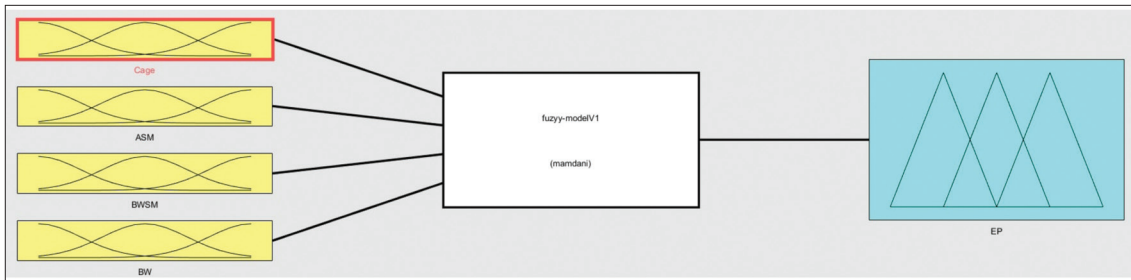 Cage
ASM
BWSM
BW
fuzyy-modelV1
(mamdani)
EP